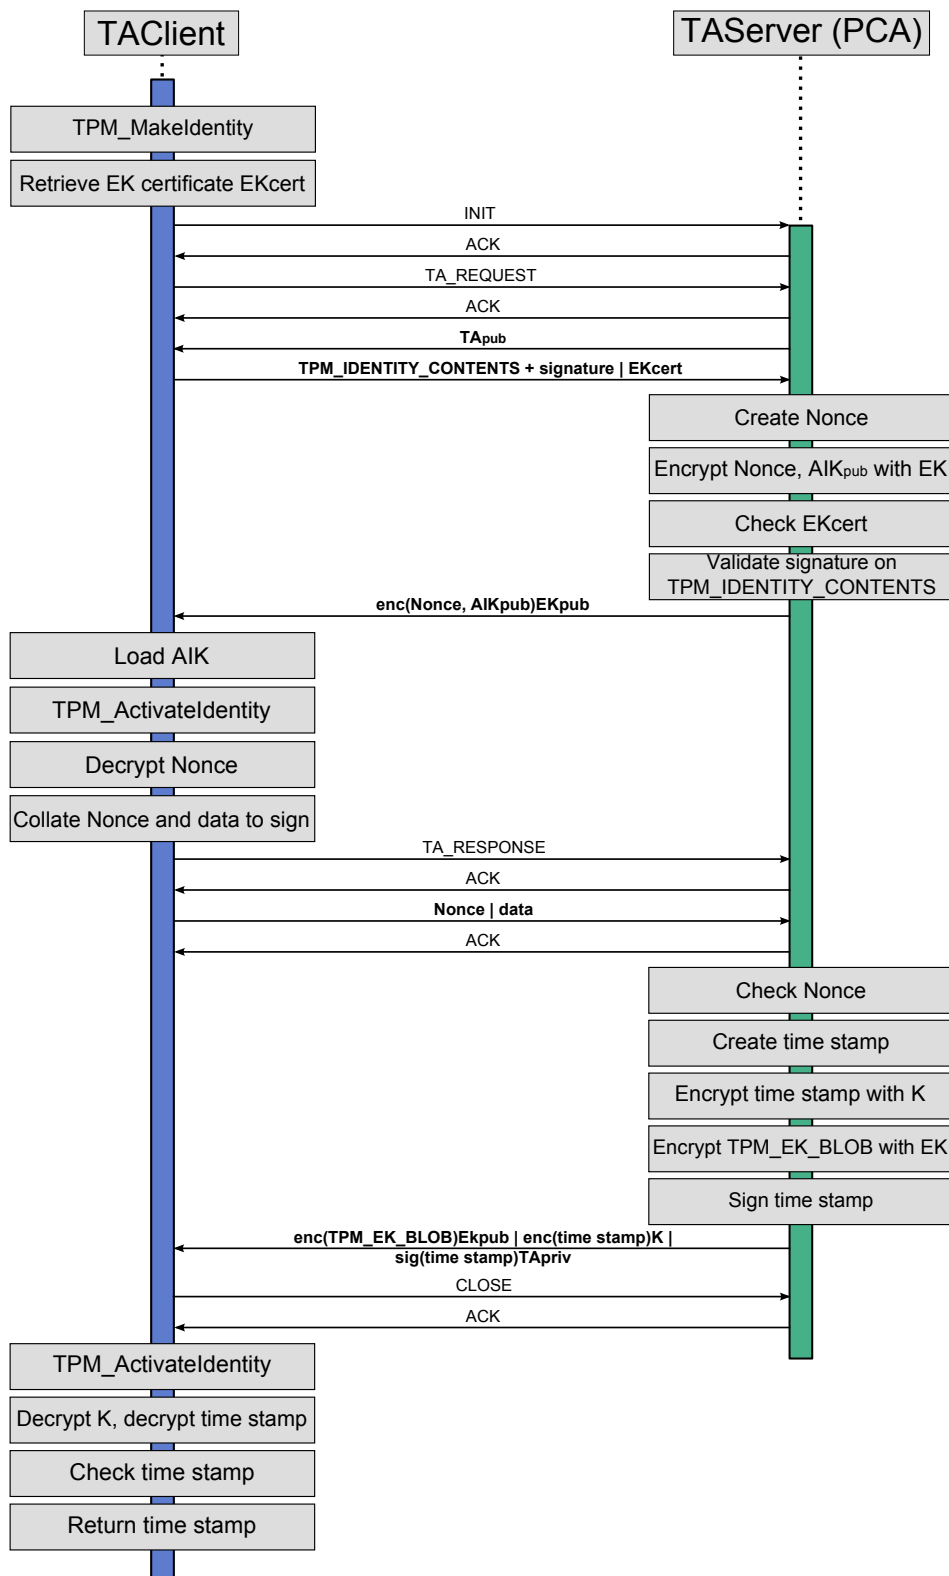 TAClient
TAServer (PCA)
TPM_MakeIdentity
Retrieve EK certificate EKcert
INIT
ACK
TA_REQUEST
ACK
TApub
TPM_IDENTITY_CONTENTS + signature | EKcert
Create Nonce
Encrypt Nonce, AIKpub with EK
Check EKcert
Validate signature on
TPM_IDENTITY_CONTENTS
enc(Nonce, AIKpub)EKpub
Load AIK
TPM_ActivateIdentity
Decrypt Nonce
Collate Nonce and data to sign
TA_RESPONSE
ACK
Nonce | data
ACK
Check Nonce
Create time stamp
Encrypt time stamp with K
Encrypt TPM_EK_BLOB with EK
Sign time stamp
enc(TPM_EK_BLOB)Ekpub | enc(time stamp)K |
sig(time stamp)TApriv
CLOSE
ACK
TPM_ActivateIdentity
Decrypt K, decrypt time stamp
Check time stamp
Return time stamp